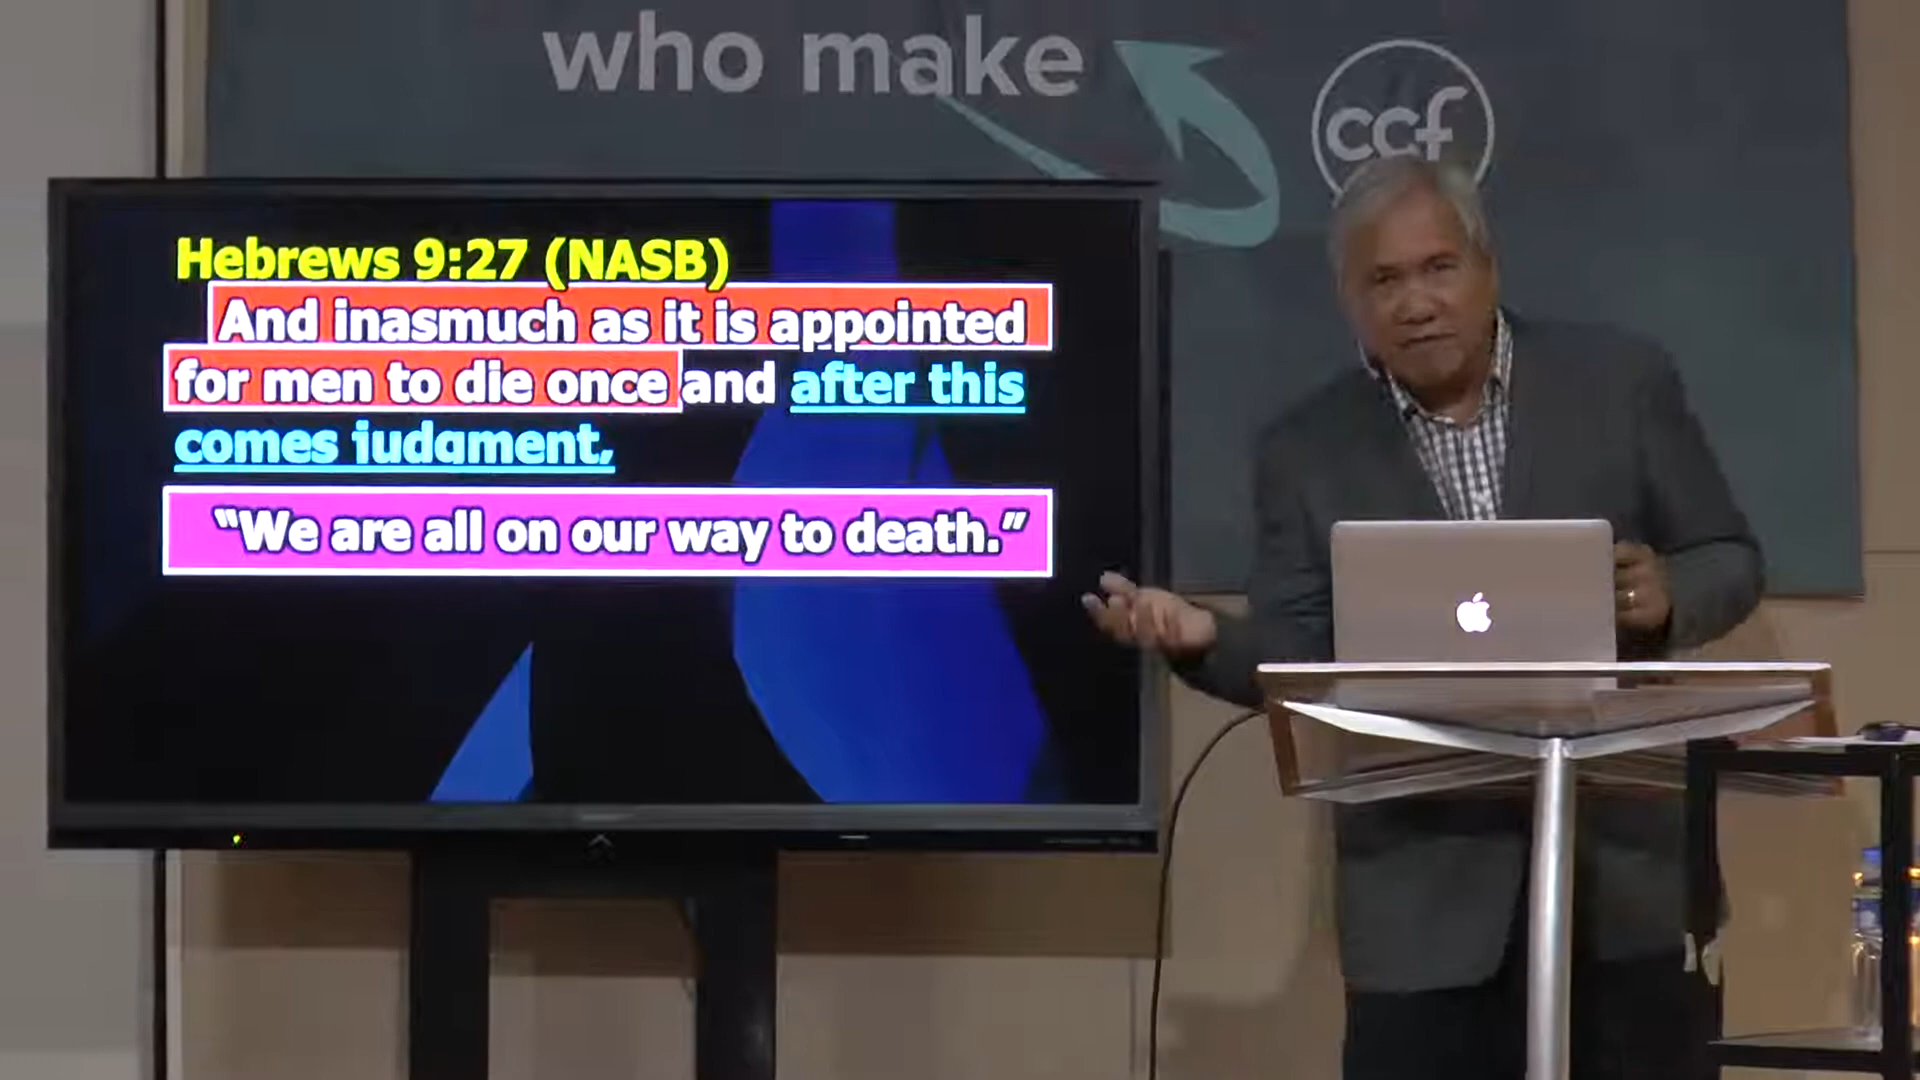 who make
ccf
Hebrews 9:27 (NASB)
And inasmuch as it is appointed
for men to die once and after this
comes judgment,
“We are all on our way to death.”